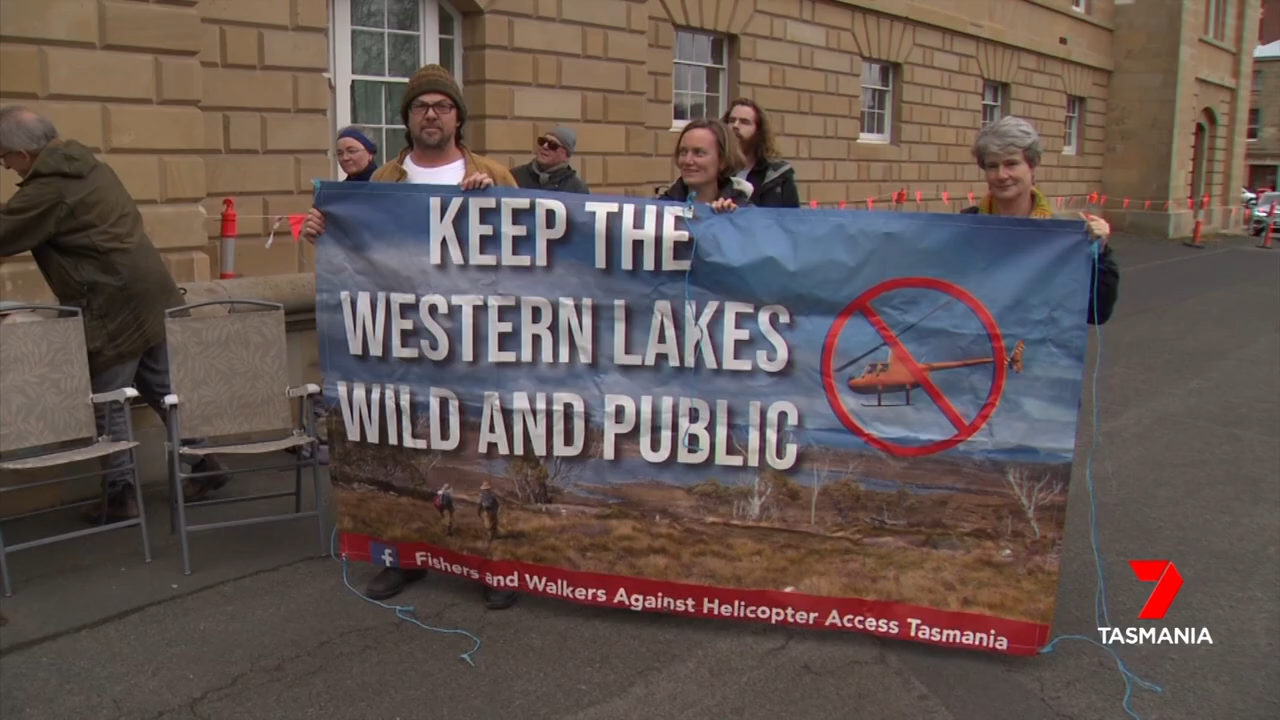 KEEP THE
WESTERN LAKES
WILD AND PUBLIC
f Fishers and Walkers Against Helicopter Access Tasmania
7
TASMANIA